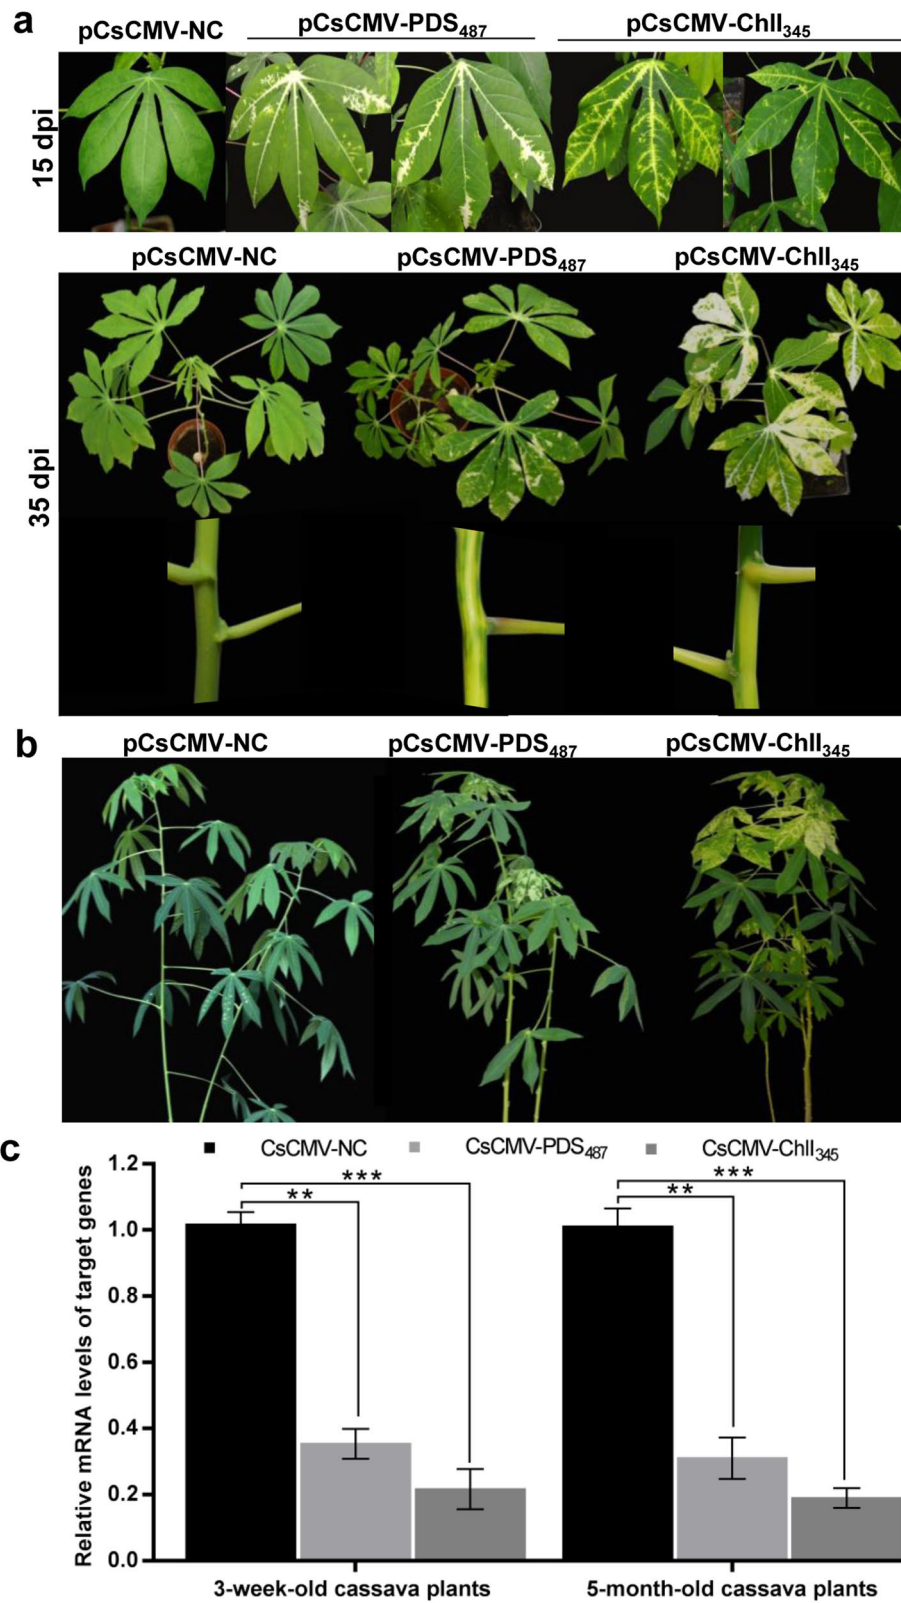 a
pCsCMV-NC pCsCMV-PDS487 pCsCMV-ChlI345
15 dpi
pCsCMV-NC pCsCMV-PDS487 pCsCMV-ChlI345
35 dpi
b
pCsCMV-NC pCsCMV-PDS487 pCsCMV-ChlI345
c
CsCMV-NC CsCMV-PDS487 CsCMV-ChlI345
Relative mRNA levels of target genes
1.2
1.0
0.8
0.6
0.4
0.2
0.0
*** ***
** **
3-week-old cassava plants 5-month-old cassava plants